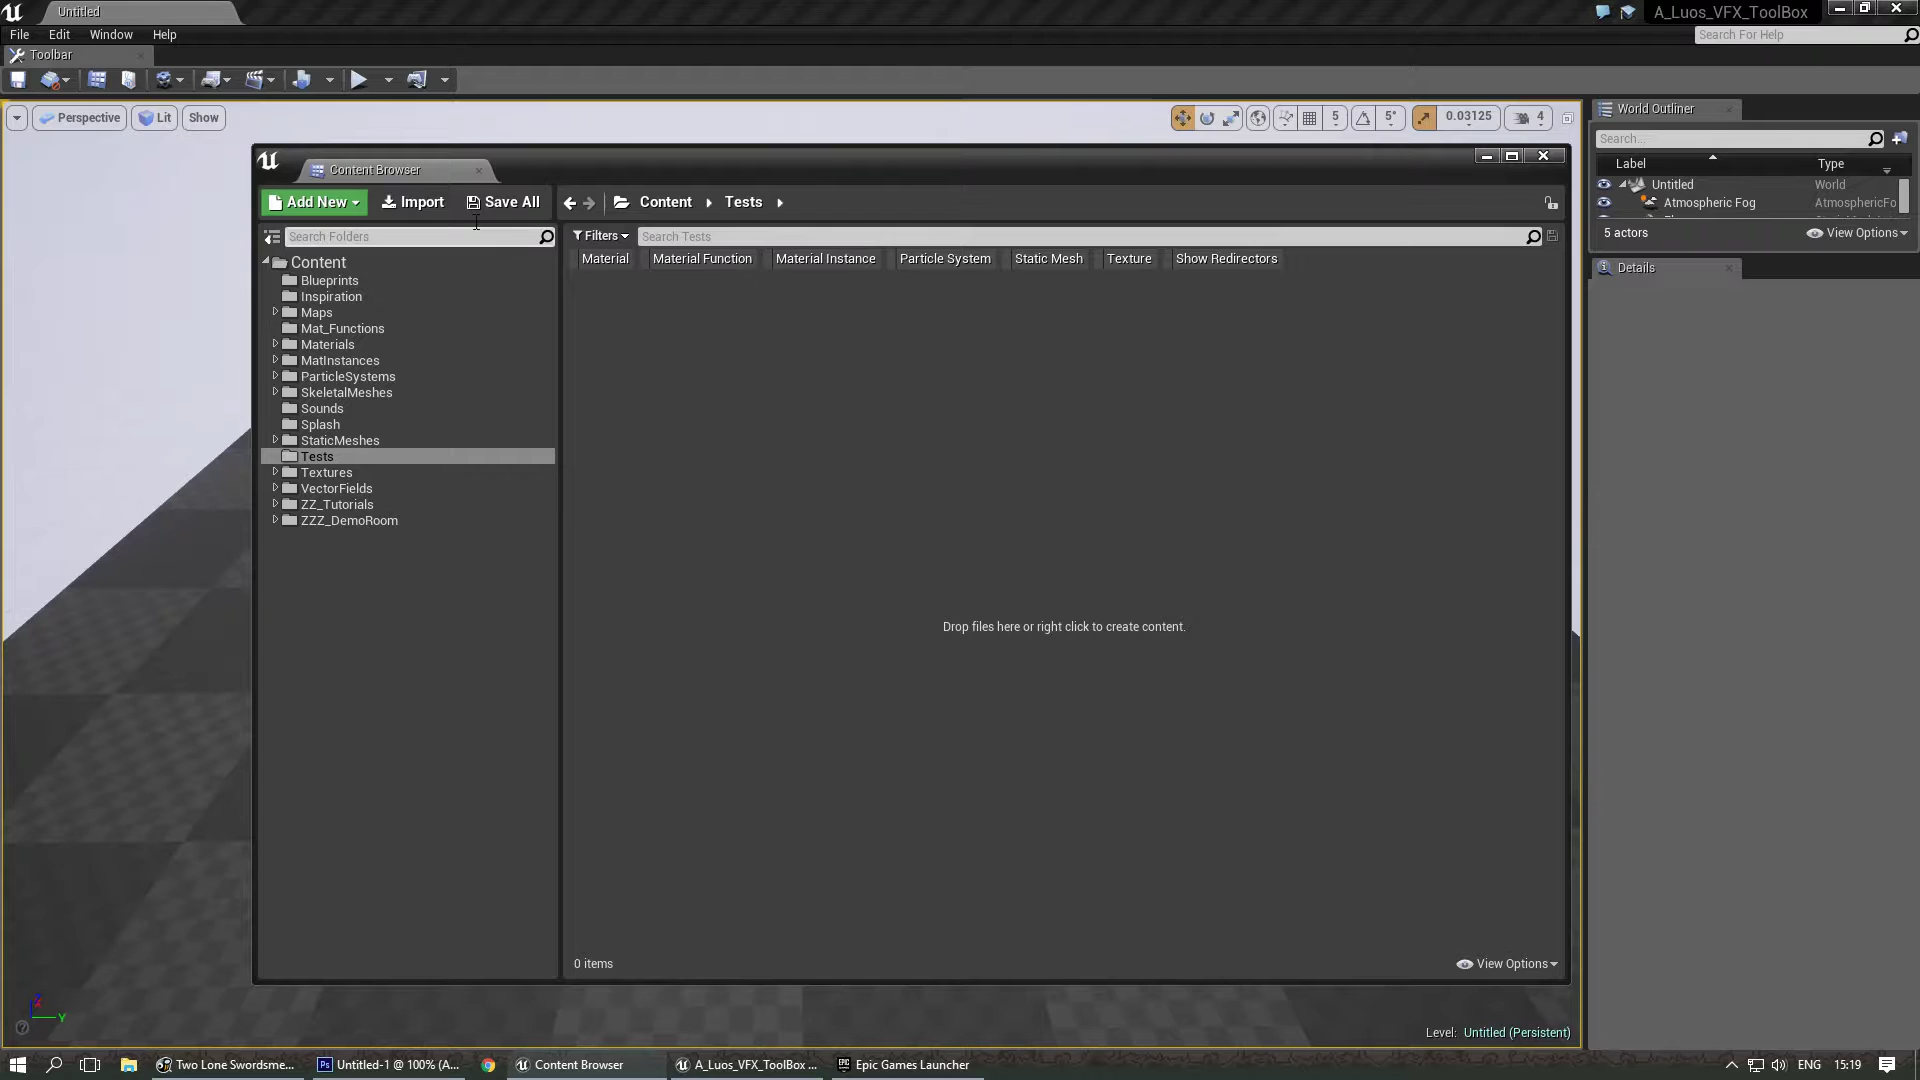 Untitled
A_Luos_VFX_ToolBox
File Edit Window Help
Search For Help
Toolbar
Perspective Lit Show
5 5° 0.03125 4
World Outliner
Search...
Label Type
Untitled World
Atmospheric Fog AtmosphericFo
5 actors View Options
Details
Content Browser
Add New Import Save All Content Tests
Search Folders
Filters Search Tests
Material Material Function Material Instance Particle System Static Mesh Texture Show Redirectors
Content
Blueprints
Inspiration
Maps
Mat_Functions
Materials
MatInstances
ParticleSystems
SkeletalMeshes
Sounds
Splash
StaticMeshes
Tests
Textures
VectorFields
ZZ_Tutorials
ZZZ_DemoRoom
Drop files here or right click to create content.
0 items View Options
Y
Level: Untitled (Persistent)
Two Lone Swordsme... Untitled-1 @ 100% (A... Content Browser A_Luos_VFX_ToolBox ... Epic Games Launcher ENG 15:19